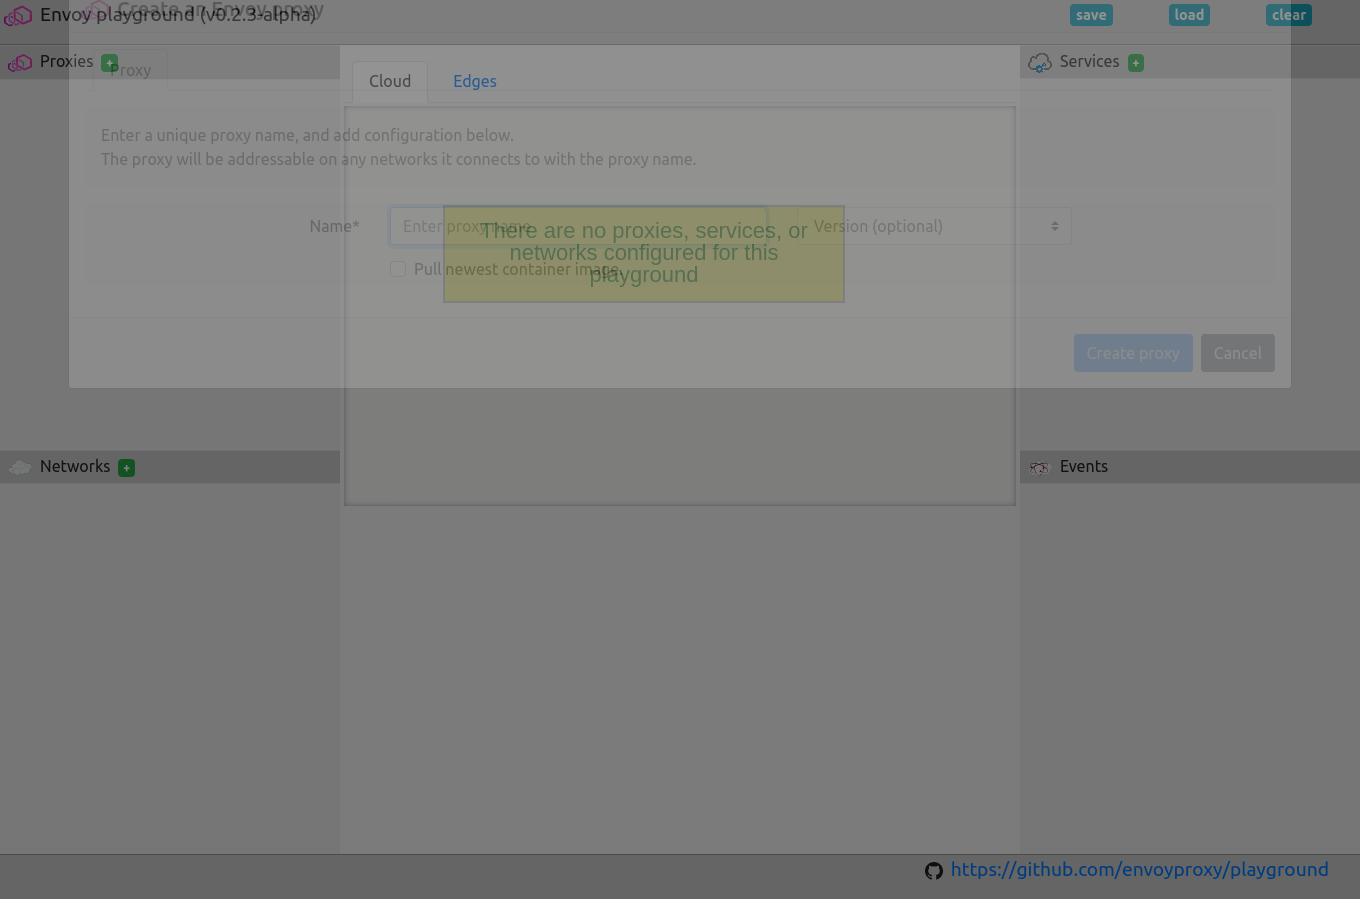 Create an Envoy proxy
Envoy playground (v0.2.3-alpha)
save
load
clear
Proxies +
Proxy
Cloud
Edges
Services +
Enter a unique proxy name, and add configuration below.
The proxy will be addressable on any networks it connects to with the proxy name.
Name*
Enter proxy name
Version (optional)
Pull newest container image.
There are no proxies, services, or
networks configured for this
playground
Create proxy
Cancel
Networks +
Events
https://github.com/envoyproxy/playground